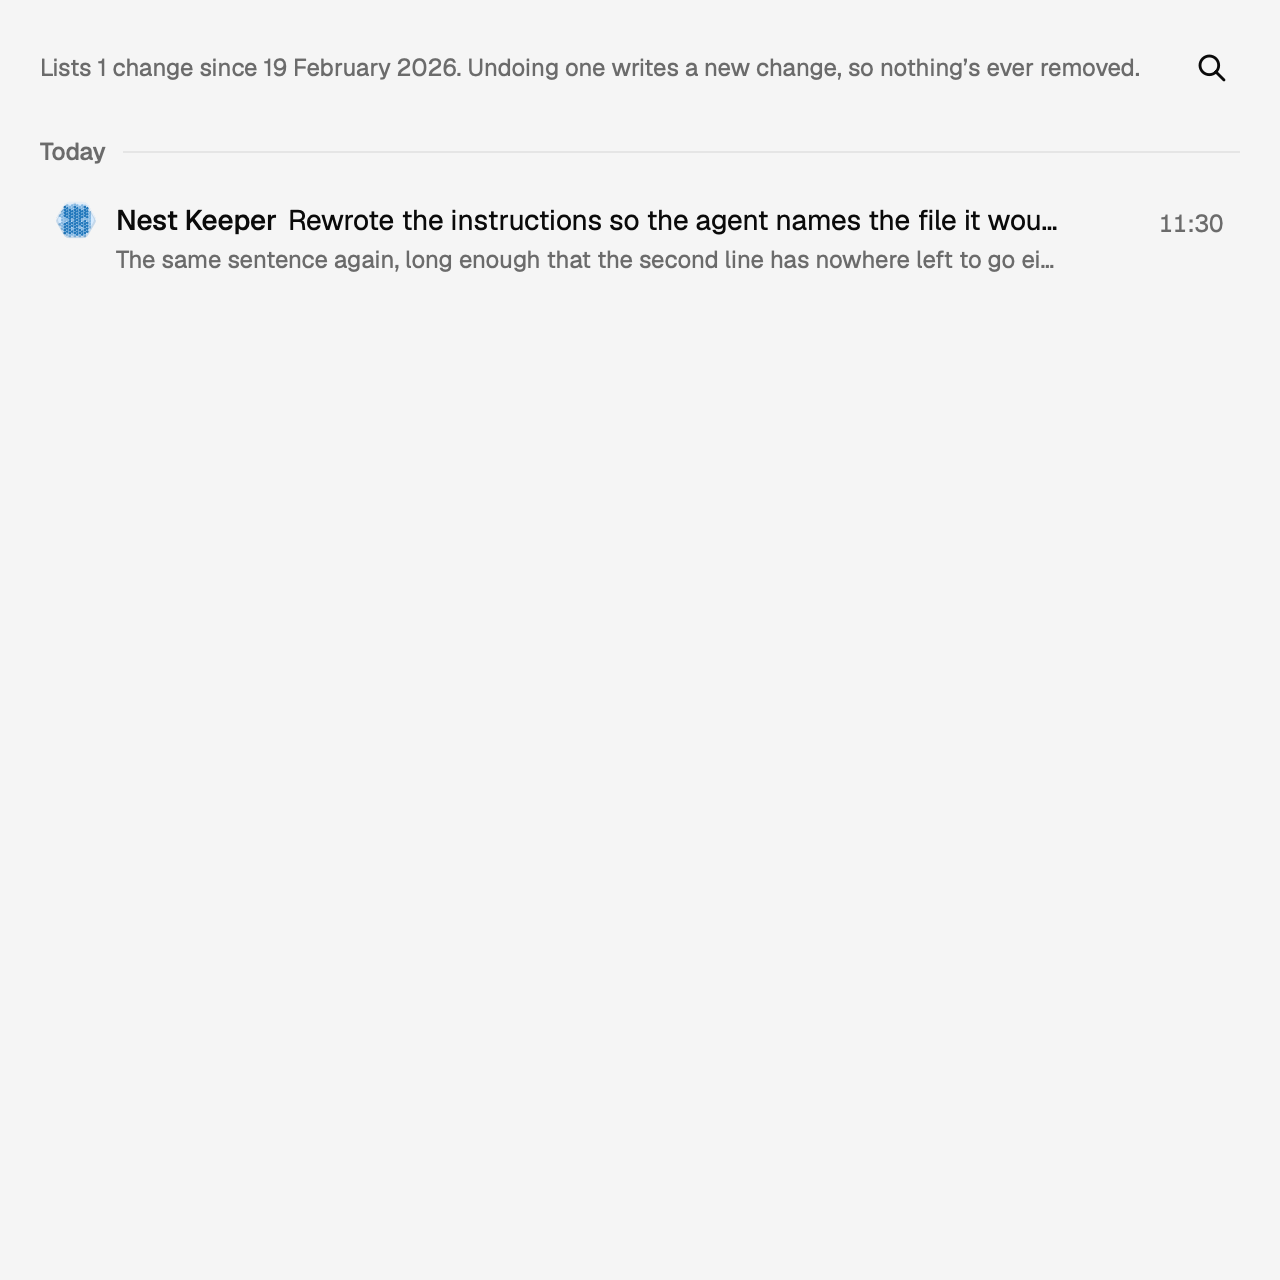 Lists 1 change since 19 February 2026. Undoing one writes a new change, so nothing’s ever removed.
Today
Nest Keeper Rewrote the instructions so the agent names the file it wou…
11:30
The same sentence again, long enough that the second line has nowhere left to go ei…